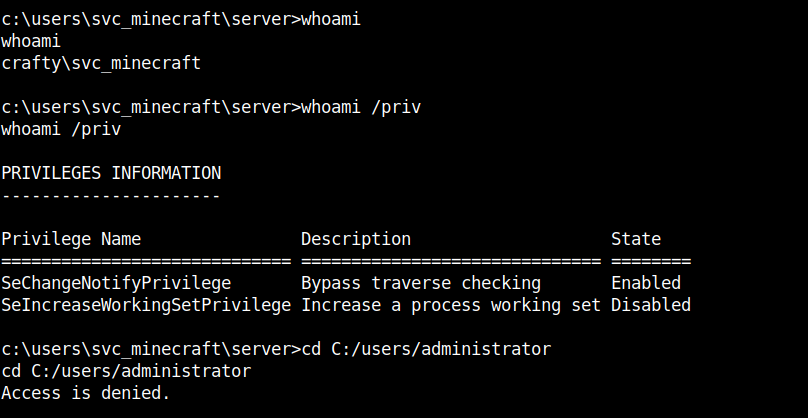 c:\users\svc_minecraft\server>whoami
whoami
crafty\svc_minecraft
c:\users\svc_minecraft\server>whoami /priv
whoami /priv
PRIVILEGES INFORMATION
----------------------
Privilege Name                Description                    State
============================= ============================== ========
SeChangeNotifyPrivilege       Bypass traverse checking       Enabled
SeIncreaseWorkingSetPrivilege Increase a process working set Disabled
c:\users\svc_minecraft\server>cd C:/users/administrator
cd C:/users/administrator
Access is denied.